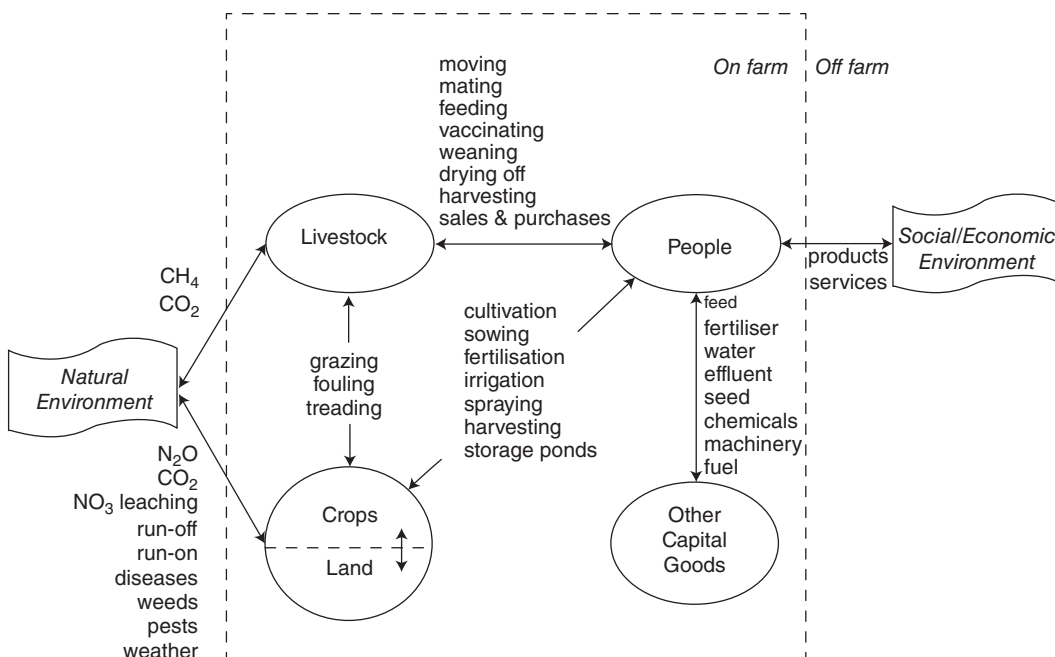 On farm
Off farm
moving
mating
feeding
vaccinating
weaning
drying off
harvesting
sales & purchases
Livestock
People
Social/Economic
Environment
products
services
CH₄
CO₂
Natural
Environment
grazing
fouling
treading
cultivation
sowing
fertilisation
irrigation
spraying
harvesting
storage ponds
feed
fertiliser
water
effluent
seed
chemicals
machinery
fuel
N₂O
CO₂
NO₃ leaching
run-off
run-on
diseases
weeds
pests
weather
Crops
Land
Other
Capital
Goods